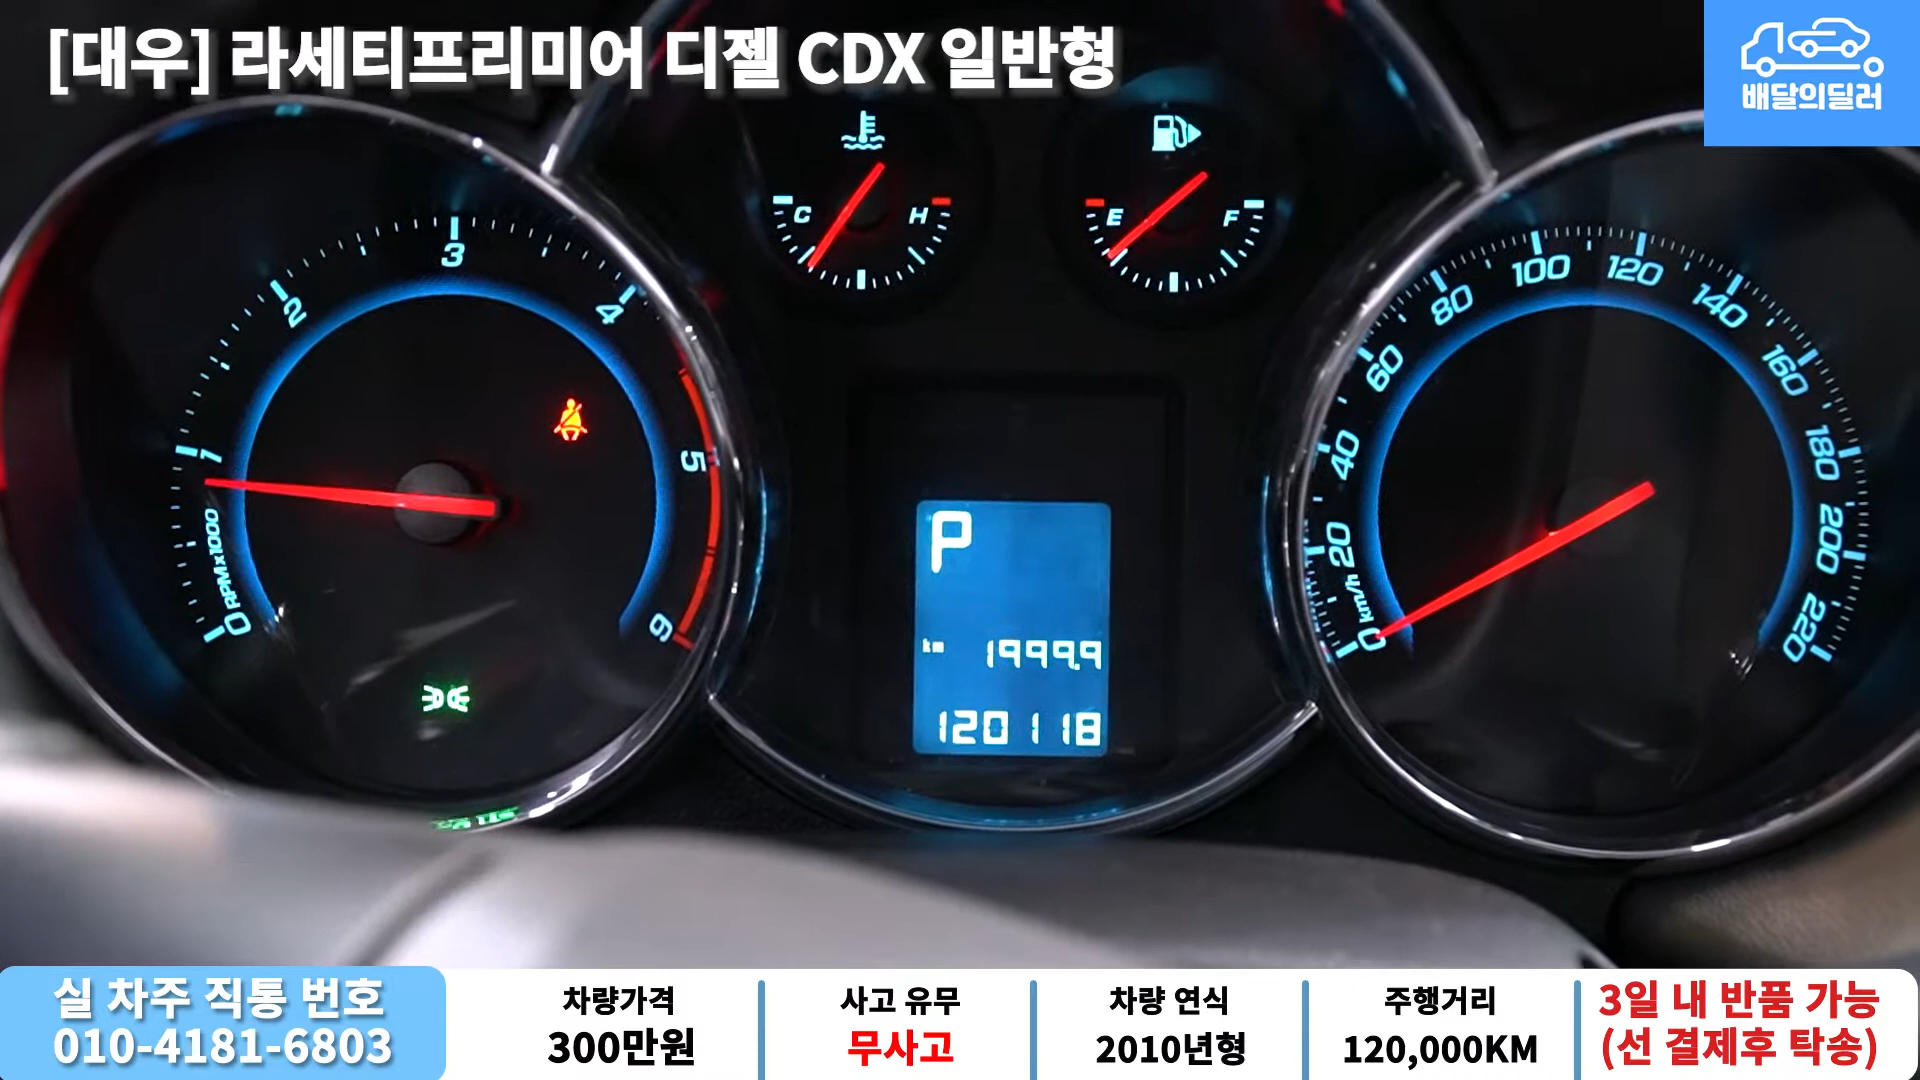 [대우] 라세티프리미어 디젤 CDX 일반형
배달의딜러
C H
E F
0 1 2 3 4 5 6
RPMx1000
P
km 1999.9
120118
0 20 40 60 80 100 120 140 160 180 200 220
km/h
실 차주 직통 번호
010-4181-6803
차량가격
300만원
사고 유무
무사고
차량 연식
2010년형
주행거리
120,000KM
3일 내 반품 가능
(선 결제후 탁송)